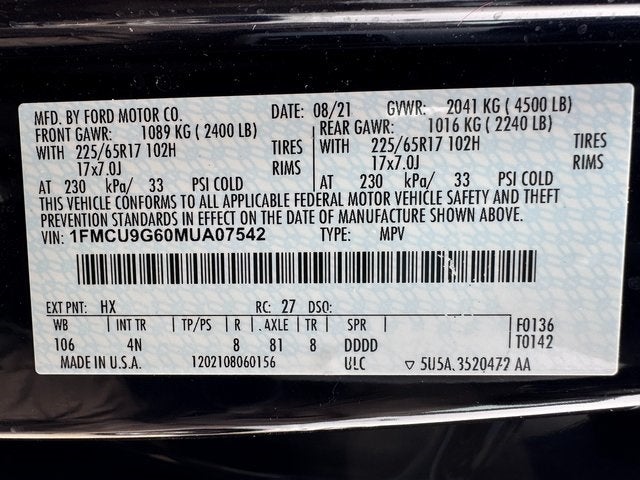 MFD. BY FORD MOTOR CO. DATE: 08/21 GVWR: 2041 KG ( 4500 LB)
FRONT GAWR: 1089 KG ( 2400 LB) REAR GAWR: 1016 KG ( 2240 LB)
WITH 225/65R17 102H TIRES WITH 225/65R17 102H TIRES
17x7.0J RIMS 17x7.0J RIMS
AT 230 kPa/ 33 PSI COLD AT 230 kPa/ 33 PSI COLD
THIS VEHICLE CONFORMS TO ALL APPLICABLE FEDERAL MOTOR VEHICLE SAFETY AND THEFT
PREVENTION STANDARDS IN EFFECT ON THE DATE OF MANUFACTURE SHOWN ABOVE.
VIN: 1FMCU9G60MUA07542 TYPE: MPV
EXT PNT: HX RC: 27 DSO:
WB INT TR TP/PS R . AXLE TR SPR F0136
106 4N 8 81 8 DDDD T0142
MADE IN U.S.A. 1202108060156 ULC ▽ 5U5A.3520472 AA